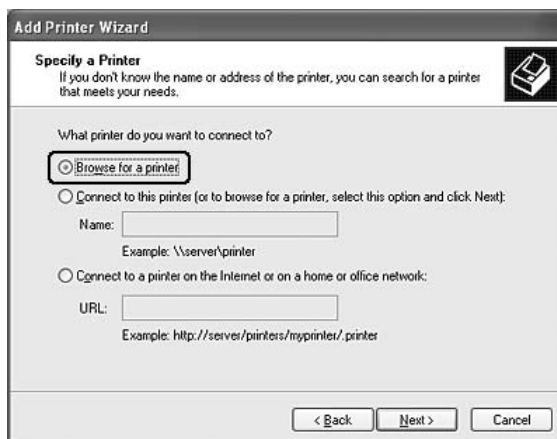 Add Printer Wizard
Specify a Printer
If you don't know the name or address of the printer, you can search for a printer
that meets your needs.
What printer do you want to connect to?
Browse for a printer
Connect to this printer (or to browse for a printer, select this option and click Next):
Name:
Example: \\server\printer
Connect to a printer on the Internet or on a home or office network:
URL:
Example: http://server/printers/myprinter/.printer
< Back
Next >
Cancel